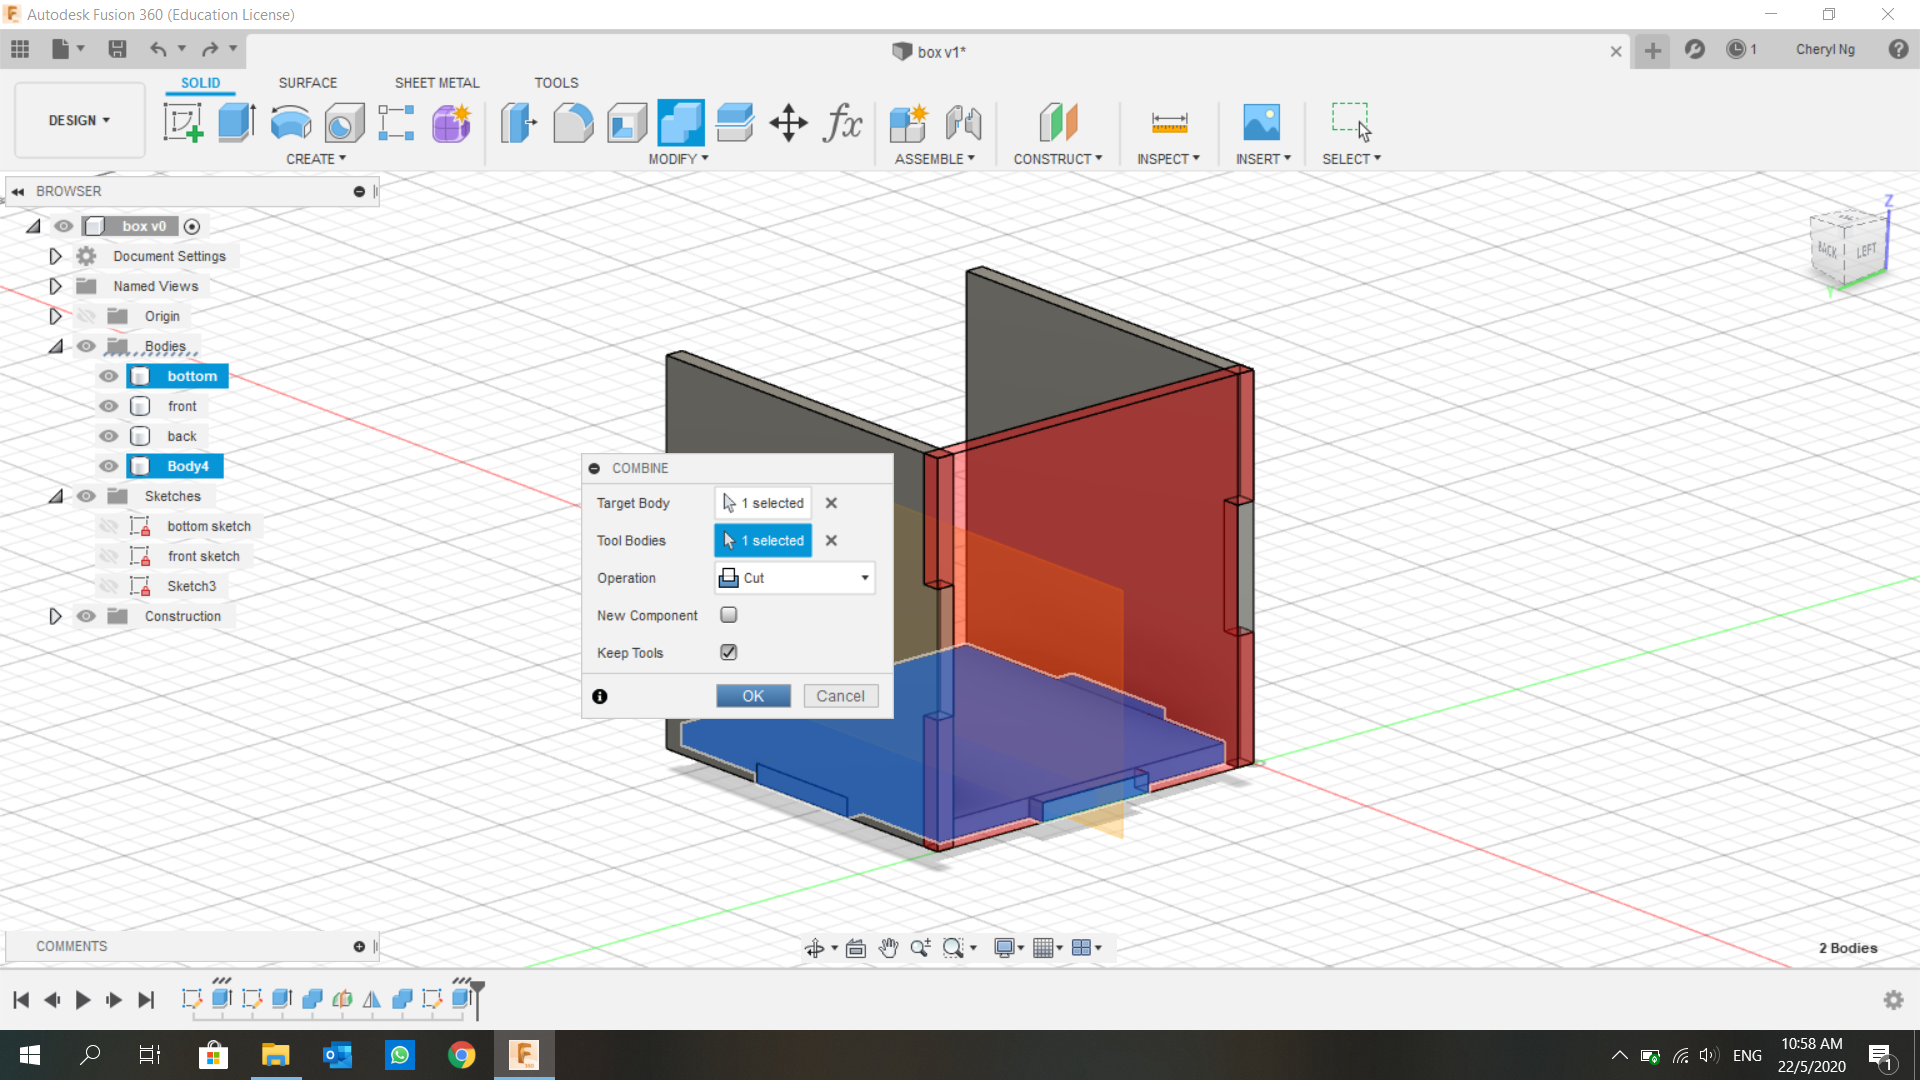 Autodesk Fusion 360 (Education License)
box v1*
1
Cheryl Ng
DESIGN
SOLID
SURFACE
SHEET METAL
TOOLS
CREATE
MODIFY
ASSEMBLE
CONSTRUCT
INSPECT
INSERT
SELECT
BROWSER
box v0
Document Settings
Named Views
Origin
Bodies
bottom
front
back
Body4
Sketches
bottom sketch
front sketch
Sketch3
Construction
Z
BACK
LEFT
Y
COMBINE
Target Body 1 selected
Tool Bodies 1 selected
Operation Cut
New Component
Keep Tools
OK Cancel
COMMENTS
2 Bodies
ENG
10:58 AM
22/5/2020
1